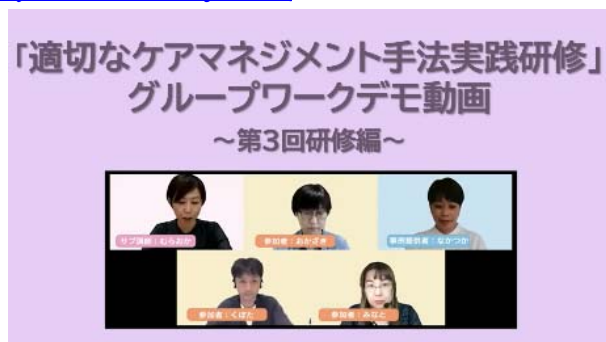 「適切なケアマネジメント手法実践研修」
グループワークデモ動画
～第3回研修編～
サブ講師：むらおか
参加者：おかざき
事例提供者：なかつか
参加者：くぼた
参加者：みなと